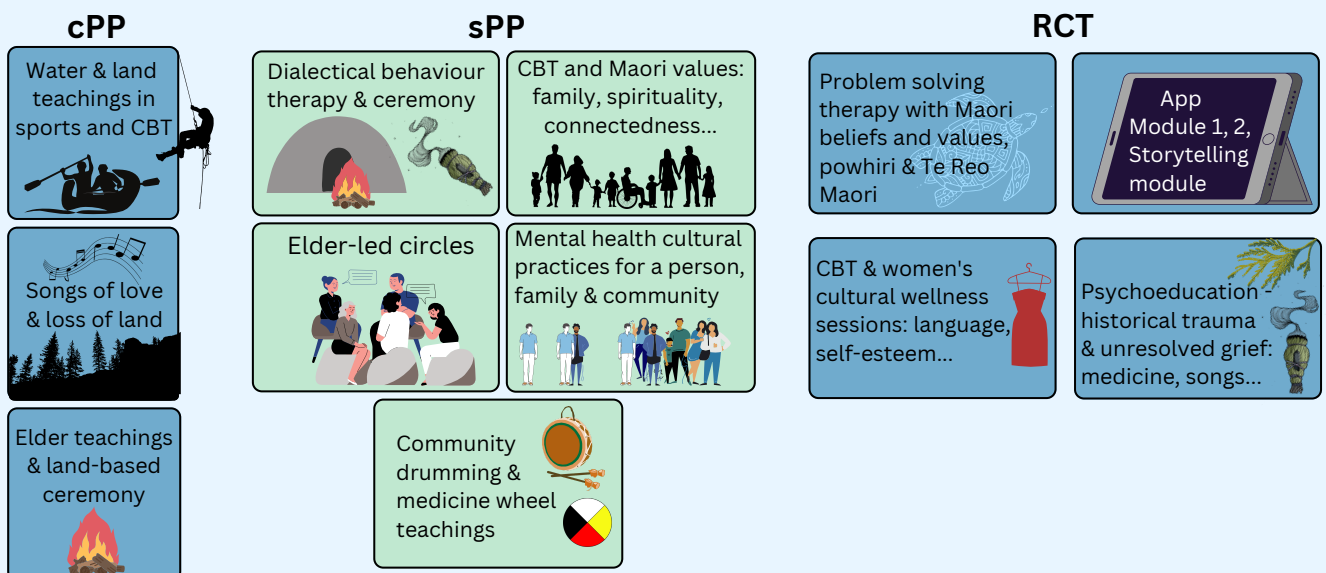 cPP
Water & land
teachings in
sports and CBT
Songs of love
& loss of land
Elder teachings
& land-based
ceremony
sPP
Dialectical behaviour
therapy & ceremony
CBT and Maori values:
family, spirituality,
connectedness...
Elder-led circles
Mental health cultural
practices for a person,
family & community
Community
drumming &
medicine wheel
teachings
RCT
Problem solving
therapy with Maori
beliefs and values,
powhiri & Te Reo
Maori
App
Module 1, 2,
Storytelling
module
CBT & women's
cultural wellness
sessions: language,
self-esteem...
Psychoeducation -
historical trauma
& unresolved grief:
medicine, songs...